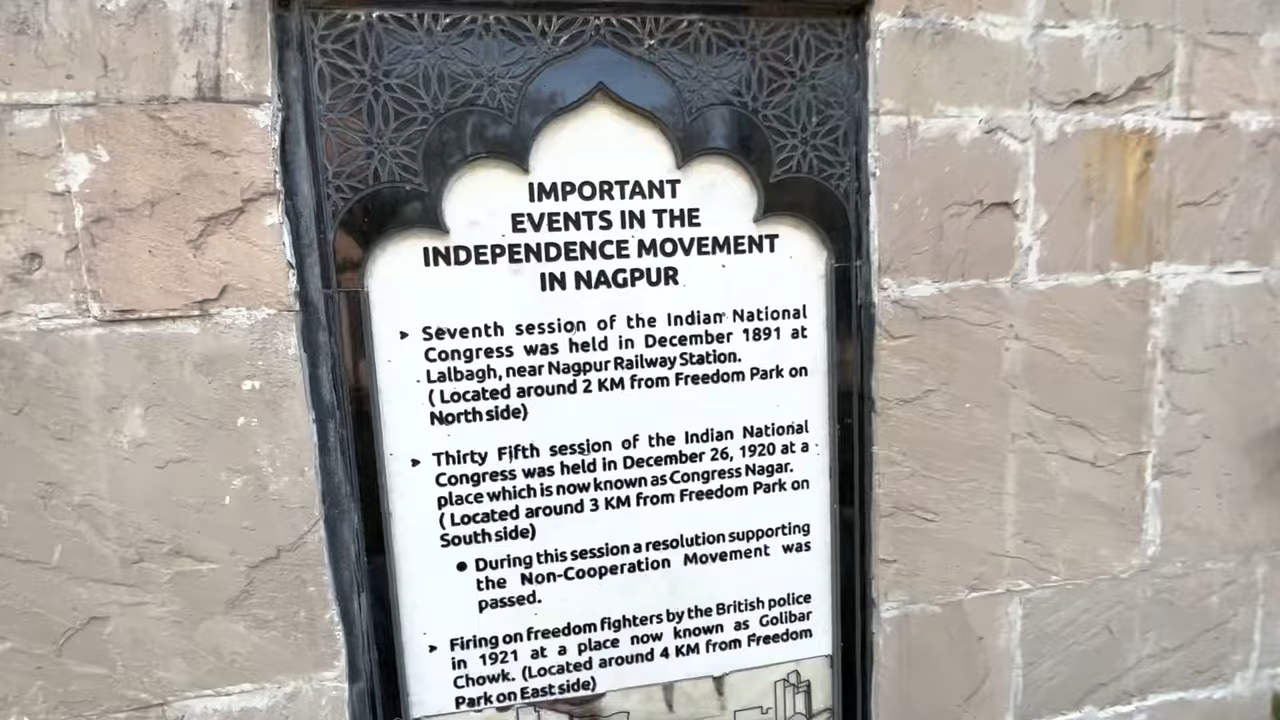 IMPORTANT
EVENTS IN THE
INDEPENDENCE MOVEMENT
IN NAGPUR
Seventh session of the Indian National
Congress was held in December 1891 at
Lalbagh, near Nagpur Railway Station.
( Located around 2 KM from Freedom Park on
North side)
Thirty Fifth session of the Indian National
Congress was held in December 26, 1920 at a
place which is now known as Congress Nagar.
( Located around 3 KM from Freedom Park on
South side)
During this session a resolution supporting
the Non-Cooperation Movement was
passed.
Firing on freedom fighters by the British police
in 1921 at a place now known as Golibar
Chowk. (Located around 4 KM from Freedom
Park on East side)